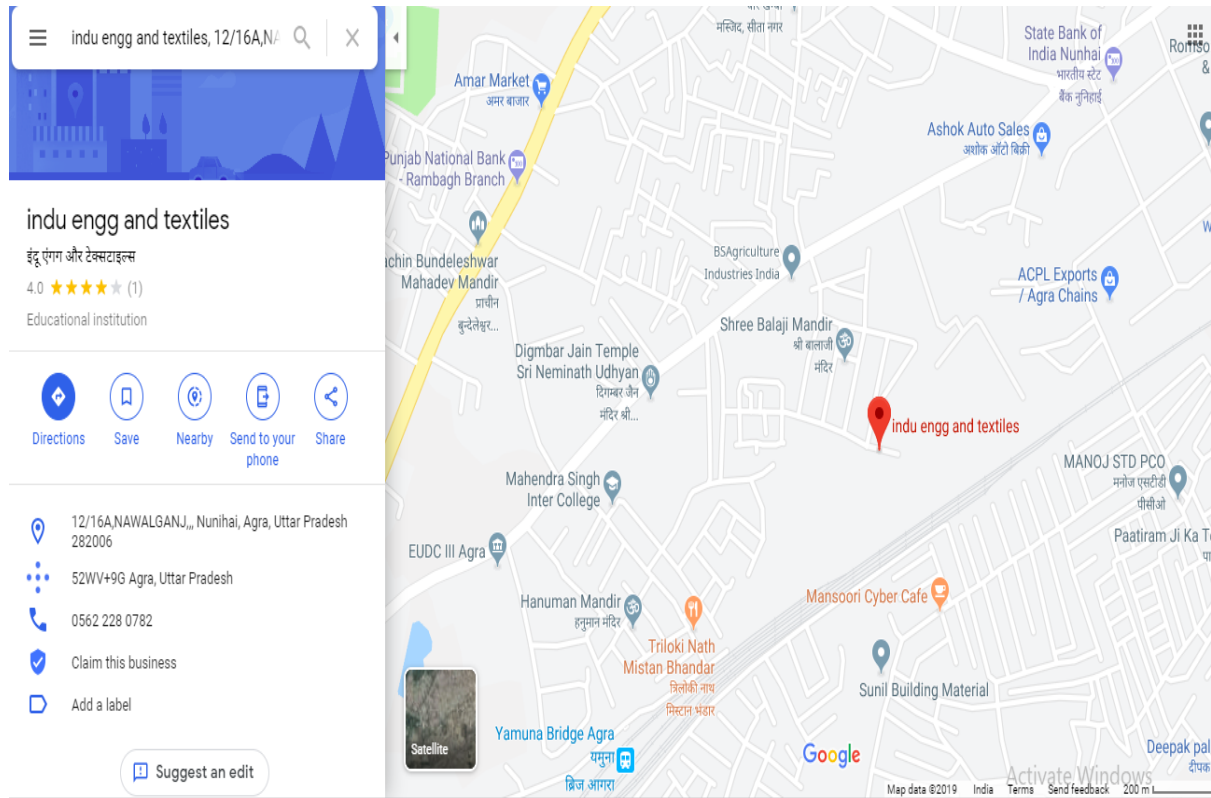 indu engg and textiles, 12/16A,NA
indu engg and textiles
इंदू एंगग और टेक्सटाइल्स
4.0 (1)
Educational institution
Directions
Save
Nearby
Send to your
phone
Share
12/16A,NAWALGANJ,,, Nunihai, Agra, Uttar Pradesh
282006
52WV+9G Agra, Uttar Pradesh
0562 228 0782
Claim this business
Add a label
Suggest an edit
मस्जिद, सीता नगर
State Bank of
India Nunhai
भारतीय स्टेट
बैंक नुनिहाई
Amar Market
अमर बाजार
Ashok Auto Sales
अशोक ऑटो बिक्री
Punjab National Bank
- Rambagh Branch
achin Bundeleshwar
Mahadev Mandir
प्राचीन
बुन्देलेश्वर...
BSAgriculture
Industries India
ACPL Exports
/ Agra Chains
Shree Balaji Mandir
श्री बालाजी
मंदिर
Digmbar Jain Temple
Sri Neminath Udhyan
दिगम्बर जैन
मंदिर श्री...
indu engg and textiles
MANOJ STD PCO
मनोज एसटीडी
पीसीओ
Mahendra Singh
Inter College
Paatiram Ji Ka
EUDC III Agra
Hanuman Mandir
हनुमान मंदिर
Mansoori Cyber Cafe
Triloki Nath
Mistan Bhandar
त्रिलोकी नाथ
मिस्टान भंडार
Sunil Building Material
Yamuna Bridge Agra
यमुना
ब्रिज आगरा
Satellite
Google
Deepak pal
दीपक
Activate Windows
Map data ©2019 India Terms Send feedback 200 m